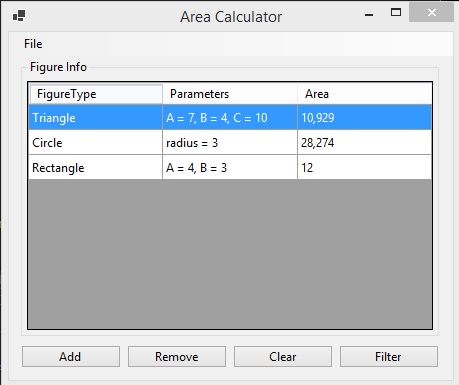 Area Calculator
File
Figure Info
FigureType Parameters Area
Triangle A = 7, B = 4, C = 10 10,929
Circle radius = 3 28,274
Rectangle A = 4, B = 3 12
Add Remove Clear Filter